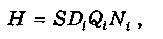 H = SD_i Q_i N_i ,